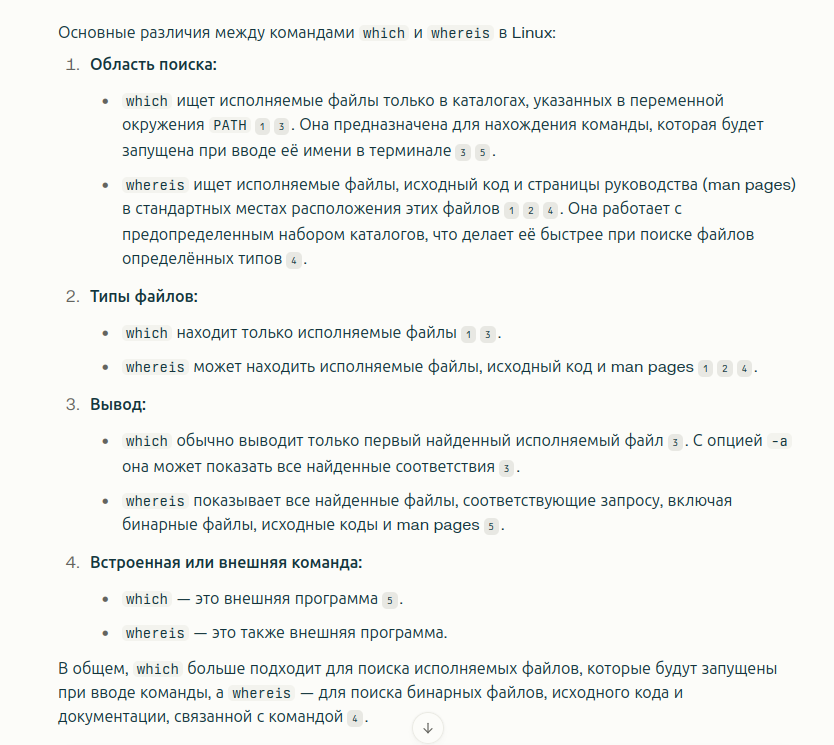 Основные различия между командами which и whereis в Linux:
1. Область поиска:
• which ищет исполняемые файлы только в каталогах, указанных в переменной
окружения PATH 1 3 . Она предназначена для нахождения команды, которая будет
запущена при вводе её имени в терминале 3 5 .
• whereis ищет исполняемые файлы, исходный код и страницы руководства (man pages)
в стандартных местах расположения этих файлов 1 2 4 . Она работает с
предопределенным набором каталогов, что делает её быстрее при поиске файлов
определённых типов 4 .
2. Типы файлов:
• which находит только исполняемые файлы 1 3 .
• whereis может находить исполняемые файлы, исходный код и man pages 1 2 4 .
3. Вывод:
• which обычно выводит только первый найденный исполняемый файл 3 . С опцией -a
она может показать все найденные соответствия 3 .
• whereis показывает все найденные файлы, соответствующие запросу, включая
бинарные файлы, исходные коды и man pages 5 .
4. Встроенная или внешняя команда:
• which — это внешняя программа 5 .
• whereis — это также внешняя программа.
В общем, which больше подходит для поиска исполняемых файлов, которые будут запущены
при вводе команды, а whereis — для поиска бинарных файлов, исходного кода и
документации, связанной с командой 4 .